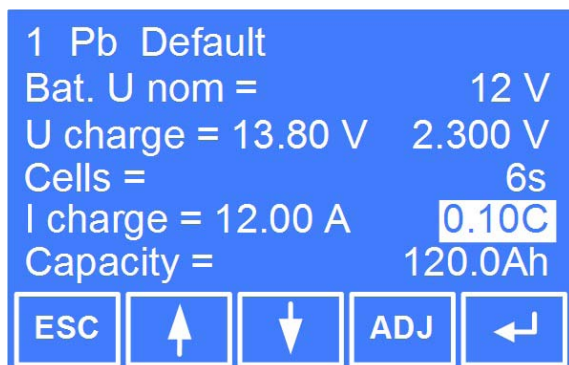 1 Pb Default
Bat. U nom = 12 V
U charge = 13.80 V 2.300 V
Cells = 6s
I charge = 12.00 A 0.10C
Capacity = 120.0Ah
ESC ADJ